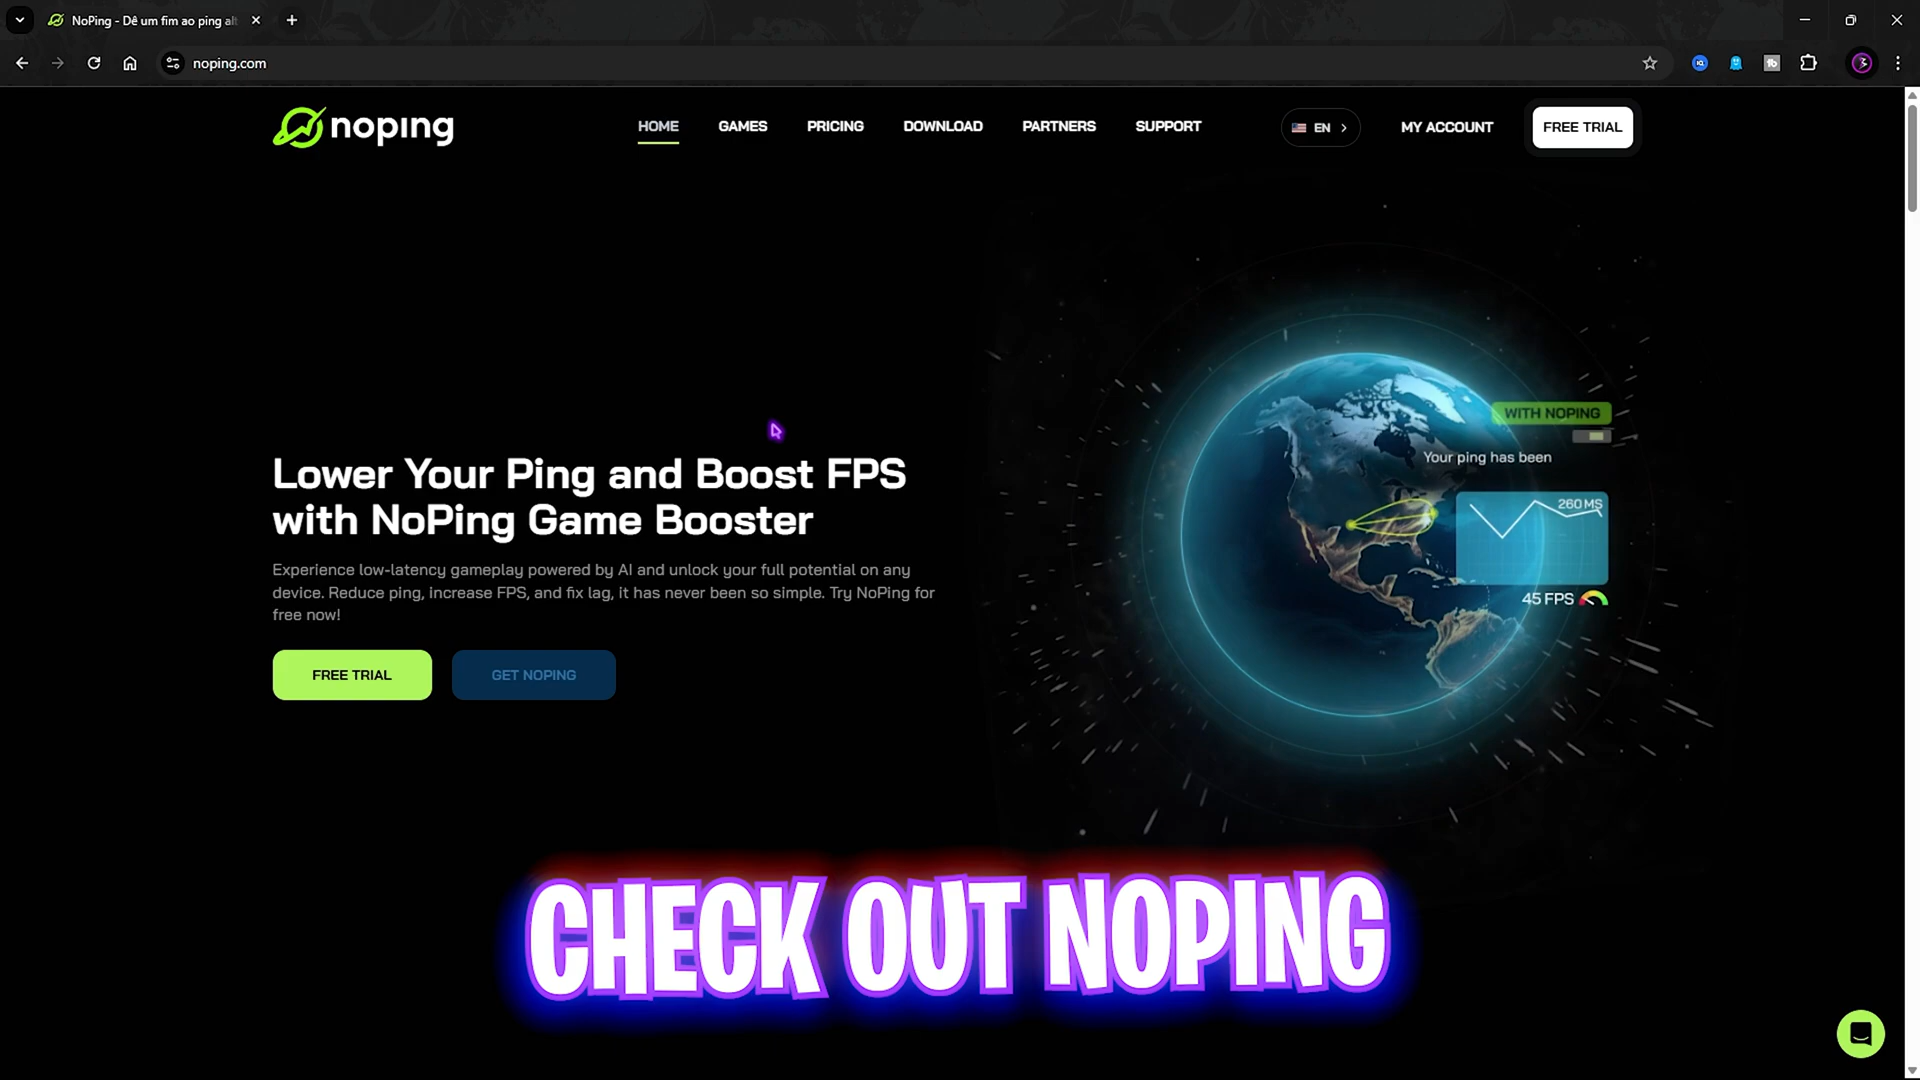 NoPing - Dê um fim ao ping alt
noping.com
noping
HOME
GAMES
PRICING
DOWNLOAD
PARTNERS
SUPPORT
EN
MY ACCOUNT
FREE TRIAL
Lower Your Ping and Boost FPS
with NoPing Game Booster
Experience low-latency gameplay powered by AI and unlock your full potential on any
device. Reduce ping, increase FPS, and fix lag, it has never been so simple. Try NoPing for
free now!
FREE TRIAL
GET NOPING
WITH NOPING
Your ping has been
260 MS
45 FPS
CHECK OUT NOPING